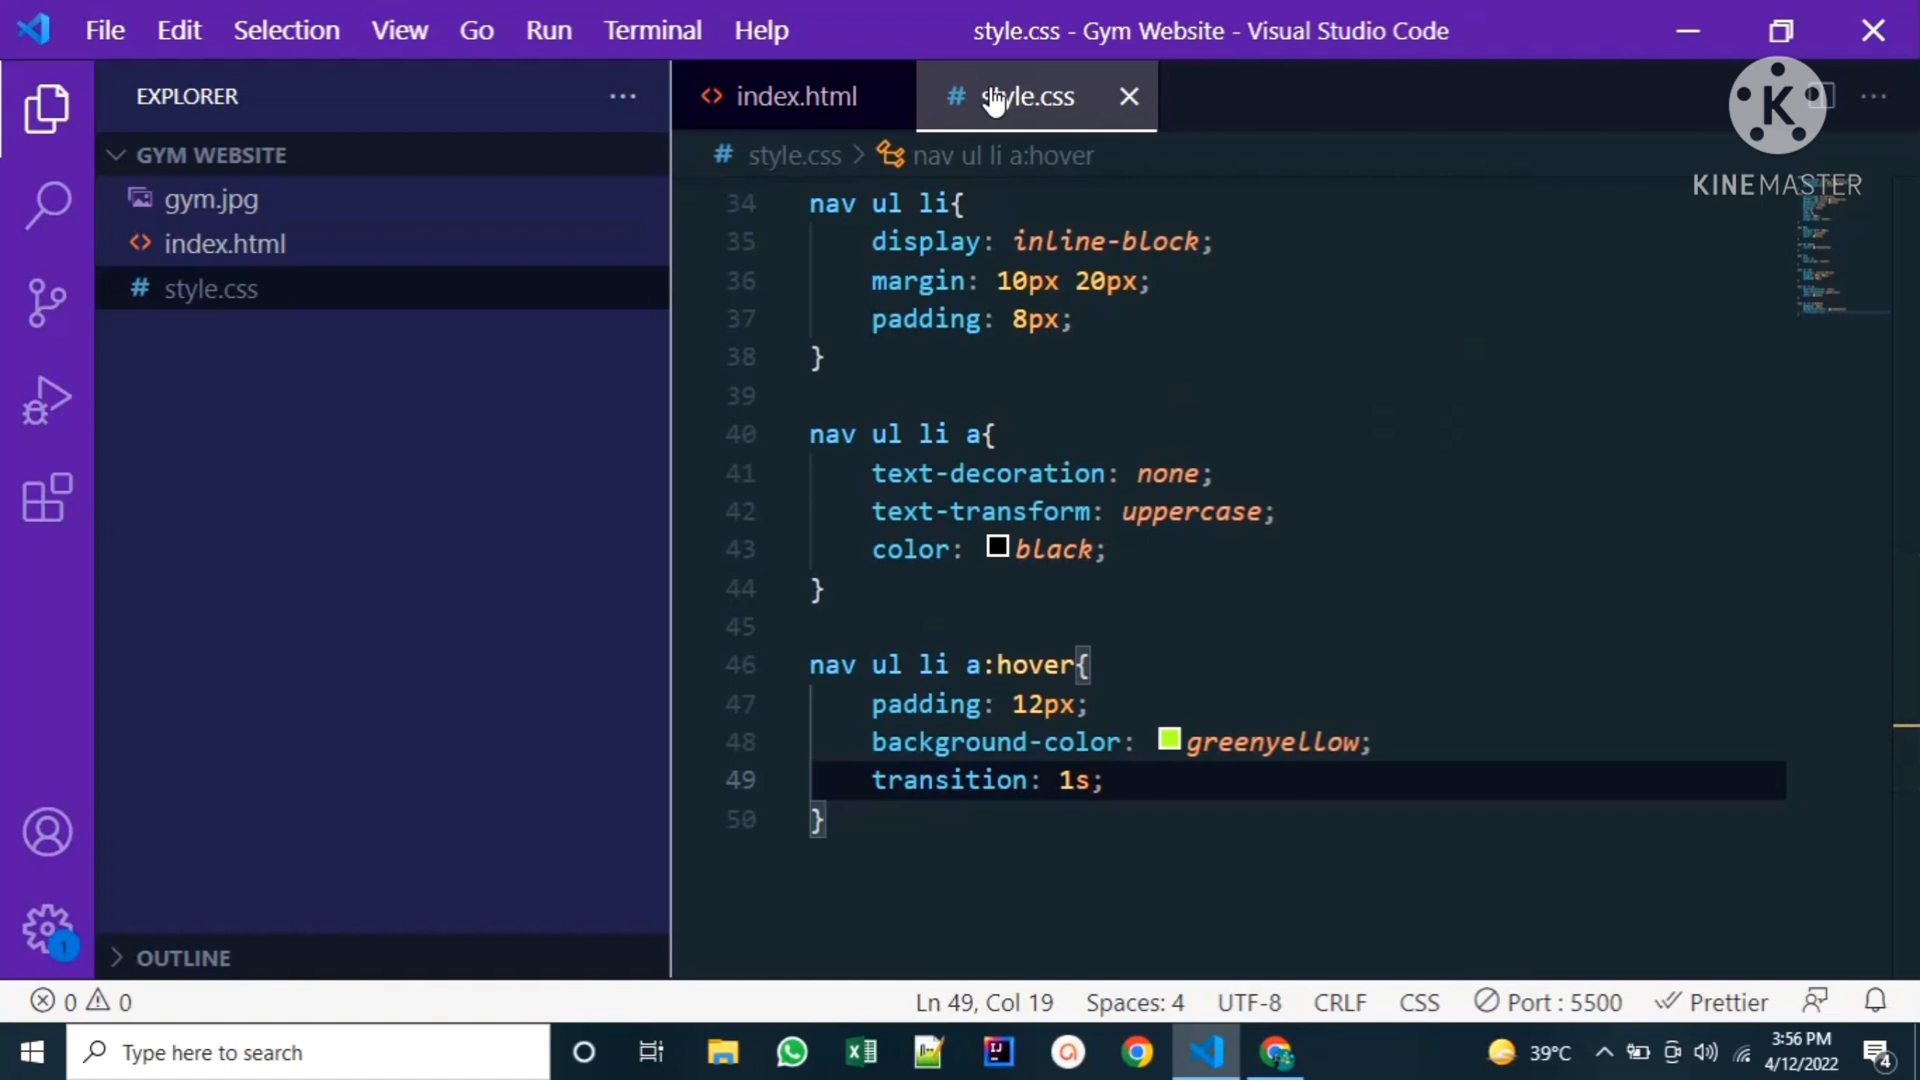 File Edit Selection View Go Run Terminal Help style.css - Gym Website - Visual Studio Code
EXPLORER
index.html
# style.css
K
KINEMASTER
GYM WEBSITE
gym.jpg
index.html
# style.css
# style.css > nav ul li a:hover
34 nav ul li{
35 display: inline-block;
36 margin: 10px 20px;
37 padding: 8px;
38 }
39
40 nav ul li a{
41 text-decoration: none;
42 text-transform: uppercase;
43 color: black;
44 }
45
46 nav ul li a:hover{
47 padding: 12px;
48 background-color: greenyellow;
49 transition: 1s;
50 }
1
OUTLINE
0 0 Ln 49, Col 19 Spaces: 4 UTF-8 CRLF CSS Port : 5500 Prettier
Type here to search
39°C
3:56 PM
4/12/2022
4